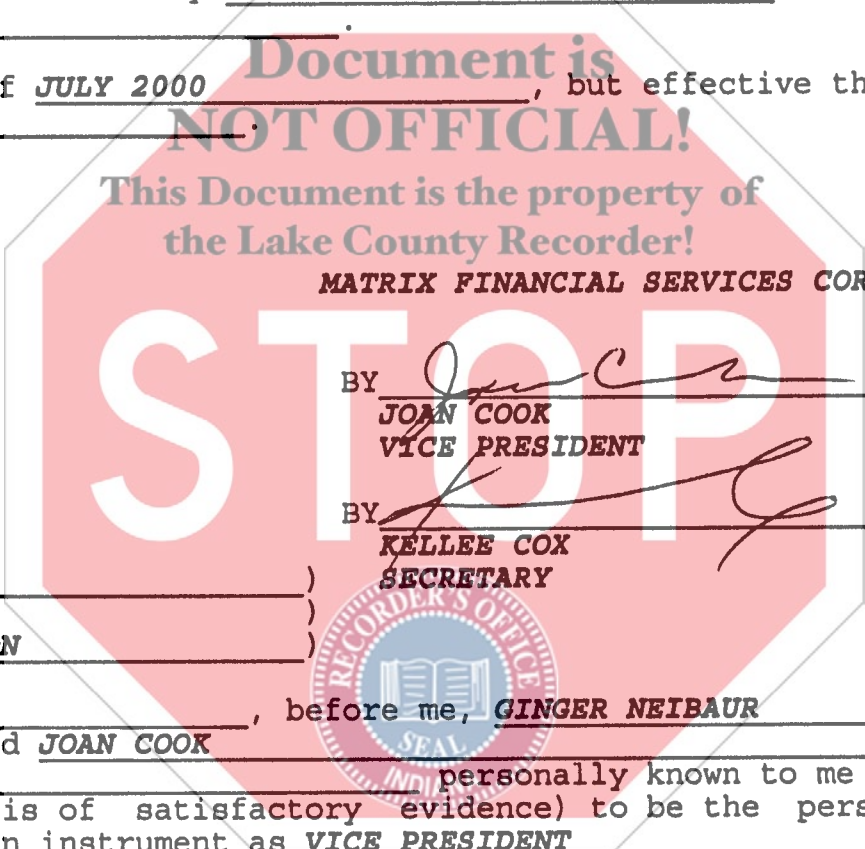 Document is
f JULY 2000 , but effective th
NOT OFFICIAL!
This Document is the property of
the Lake County Recorder!
MATRIX FINANCIAL SERVICES COR
STOP
BY Joan Cook
JOAN COOK
VICE PRESIDENT
BY
KELLEE COX
SECRETARY
)
)
N )
RECORDER'S OFFICE
, before me, GINGER NEIBAUR
d JOAN COOK
SEAL
INDIANA
personally known to me
is of satisfactory evidence) to be the pers
n instrument as VICE PRESIDENT